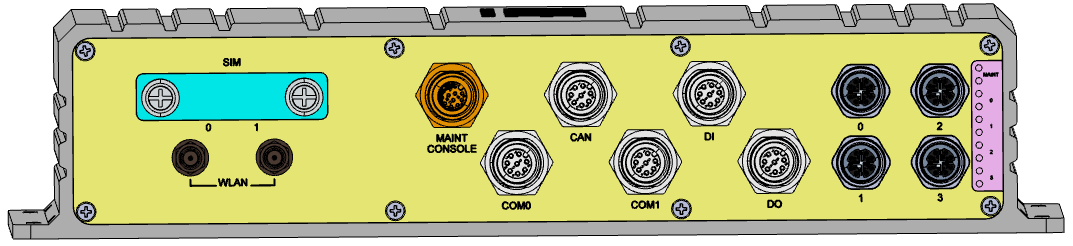 SIM
0 1
WLAN
MAINT
CONSOLE
CAN
DI
COM0
COM1
DO
0
2
1
3
MAINT
0
1
2
3